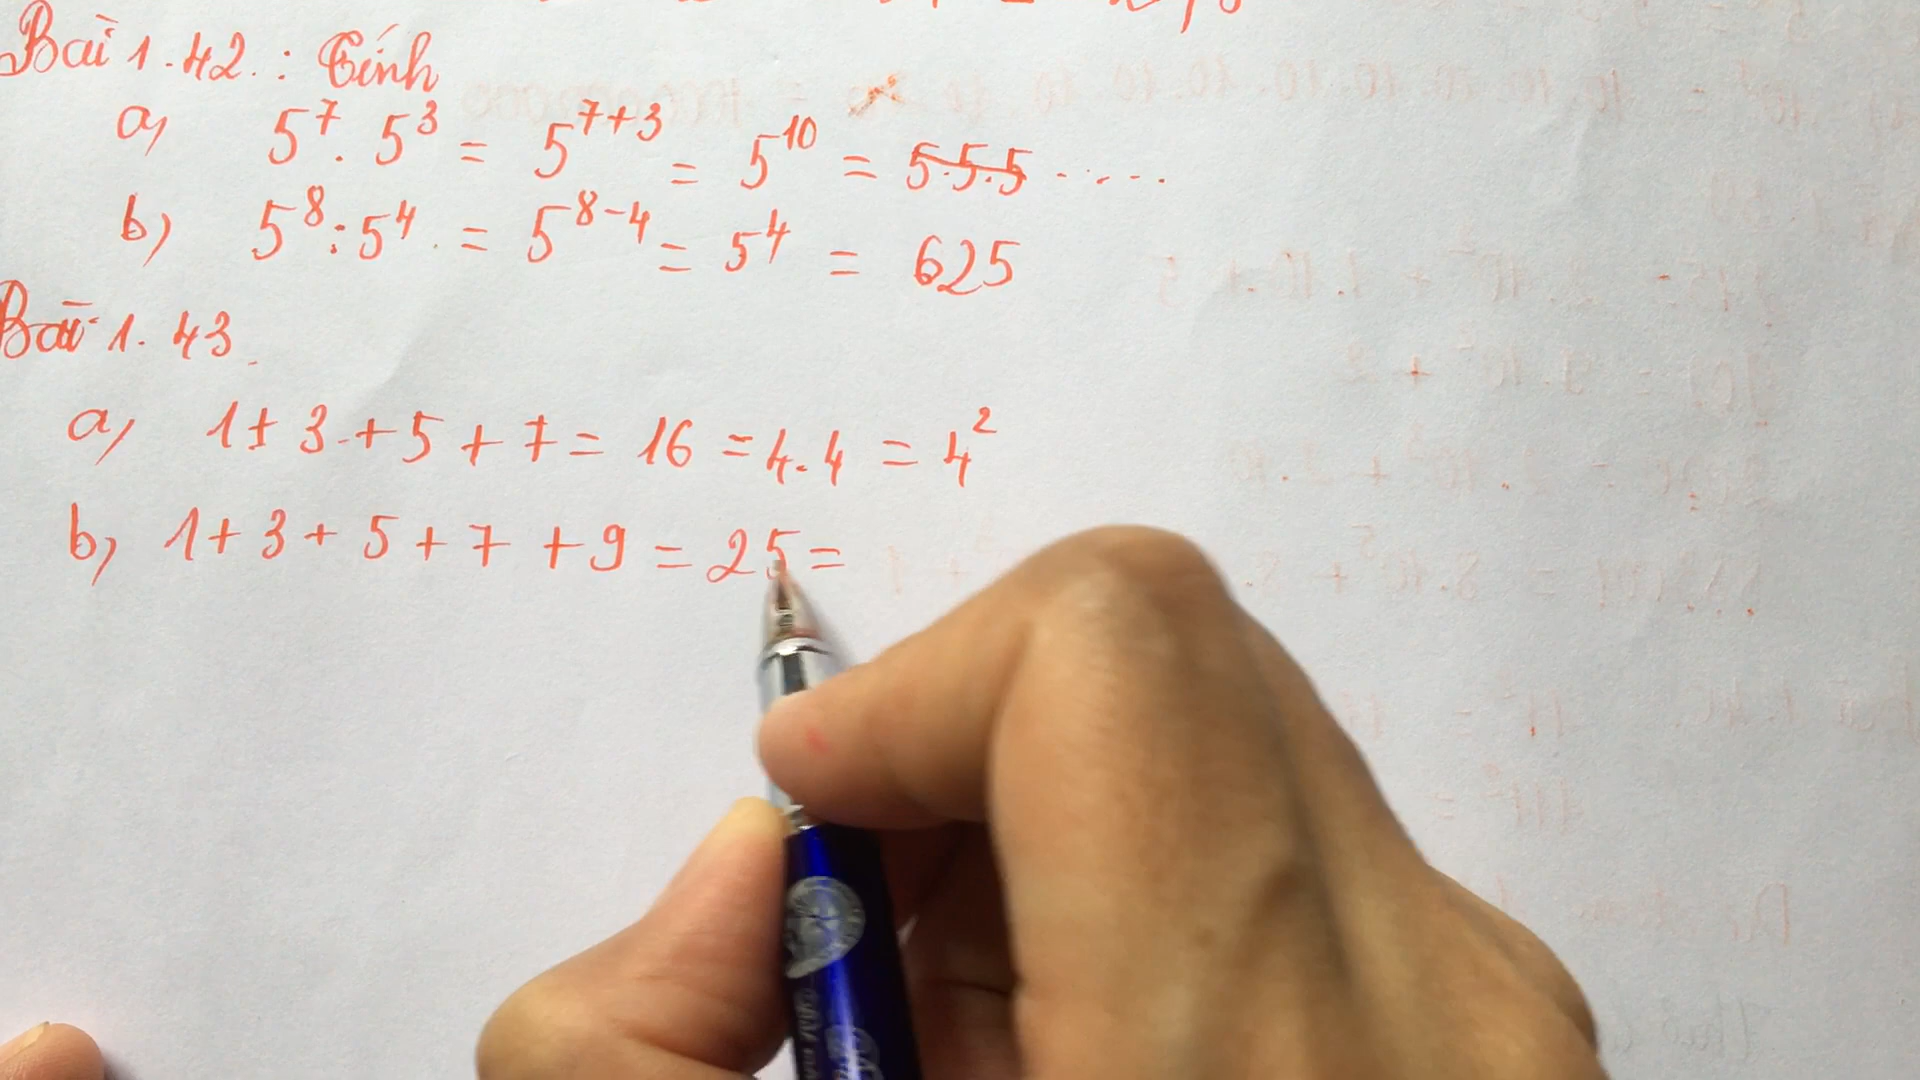 Bài 1.42.: Tính
a) 5⁷. 5³ = 5⁷⁺³ = 5¹⁰ = 5.5.5 ......
b) 5⁸:5⁴ = 5⁸⁻⁴ = 5⁴ = 625
Bài 1.43.
a) 1 + 3 + 5 + 7 = 16 = 4.4 = 4²
b) 1 + 3 + 5 + 7 + 9 = 25 =